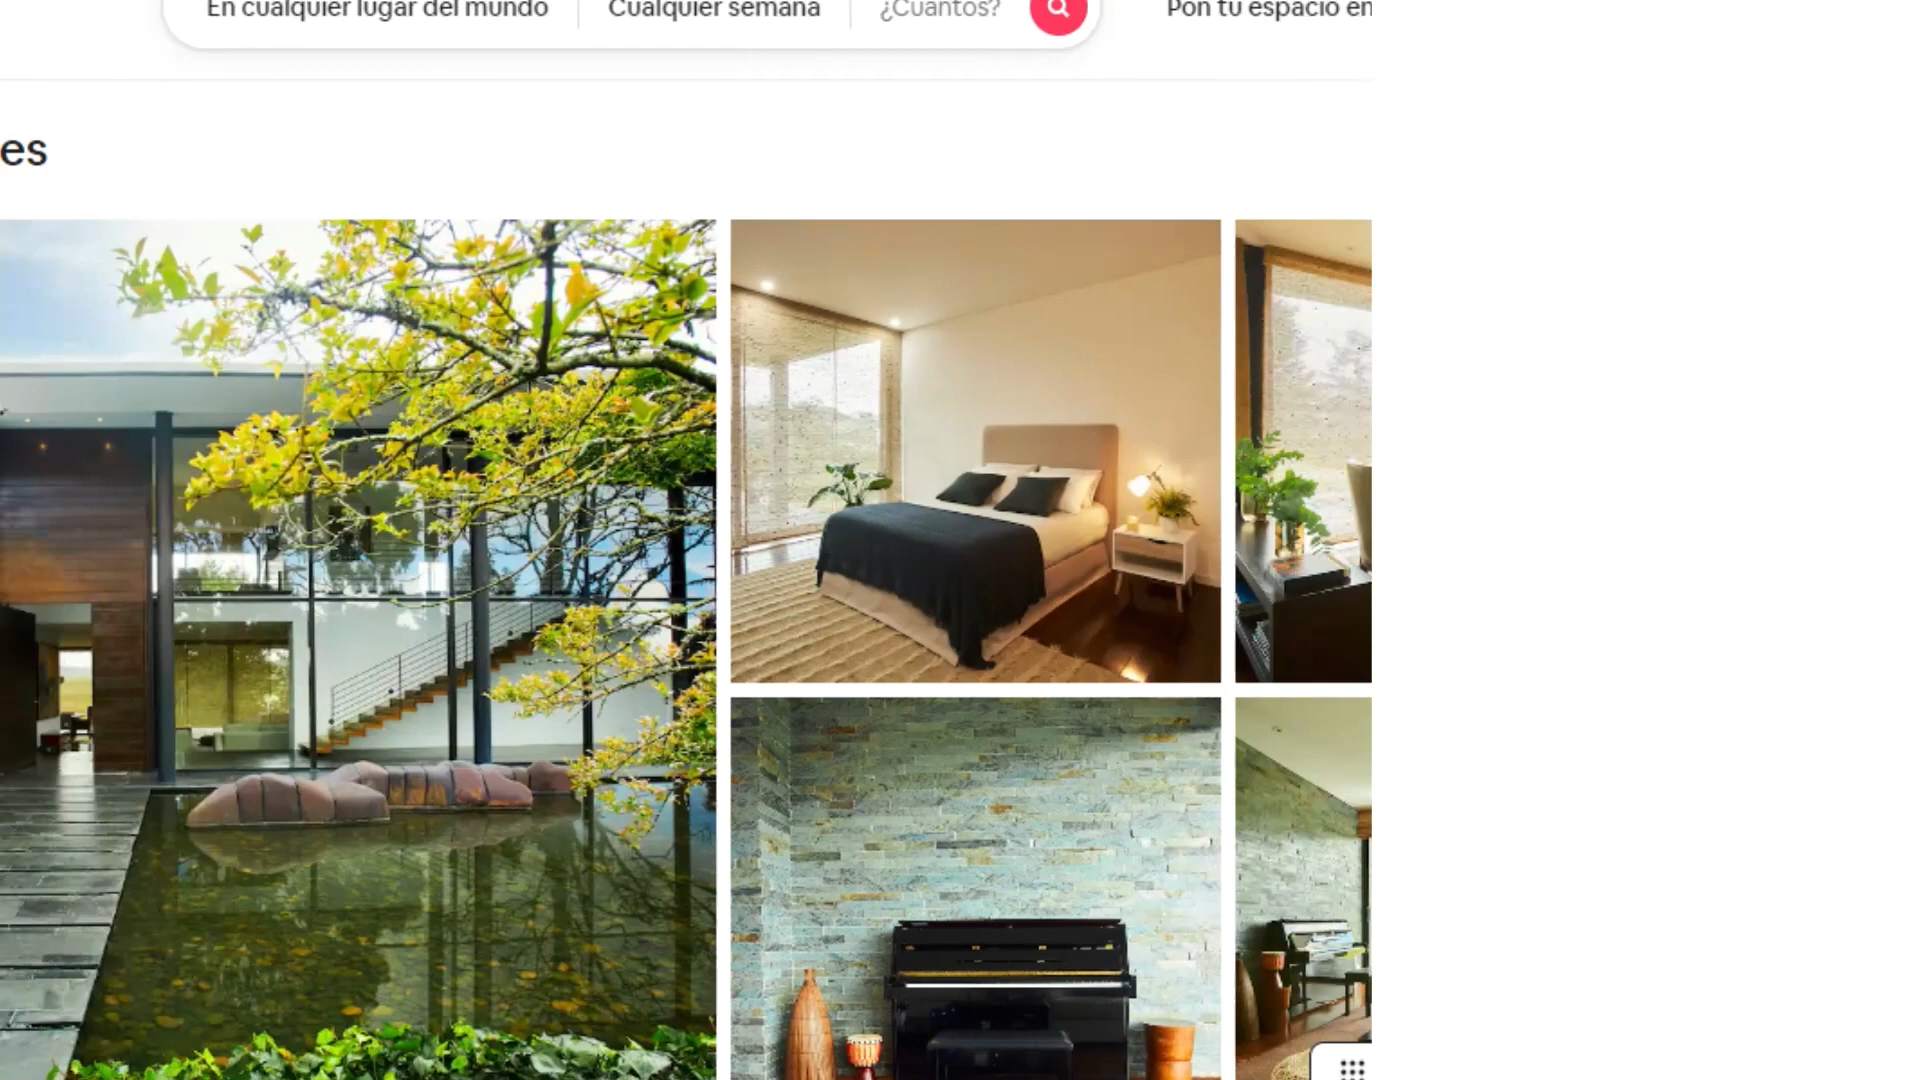 En cualquier lugar del mundo
Cualquier semana
¿Cuántos?
Pon tu espacio en
es